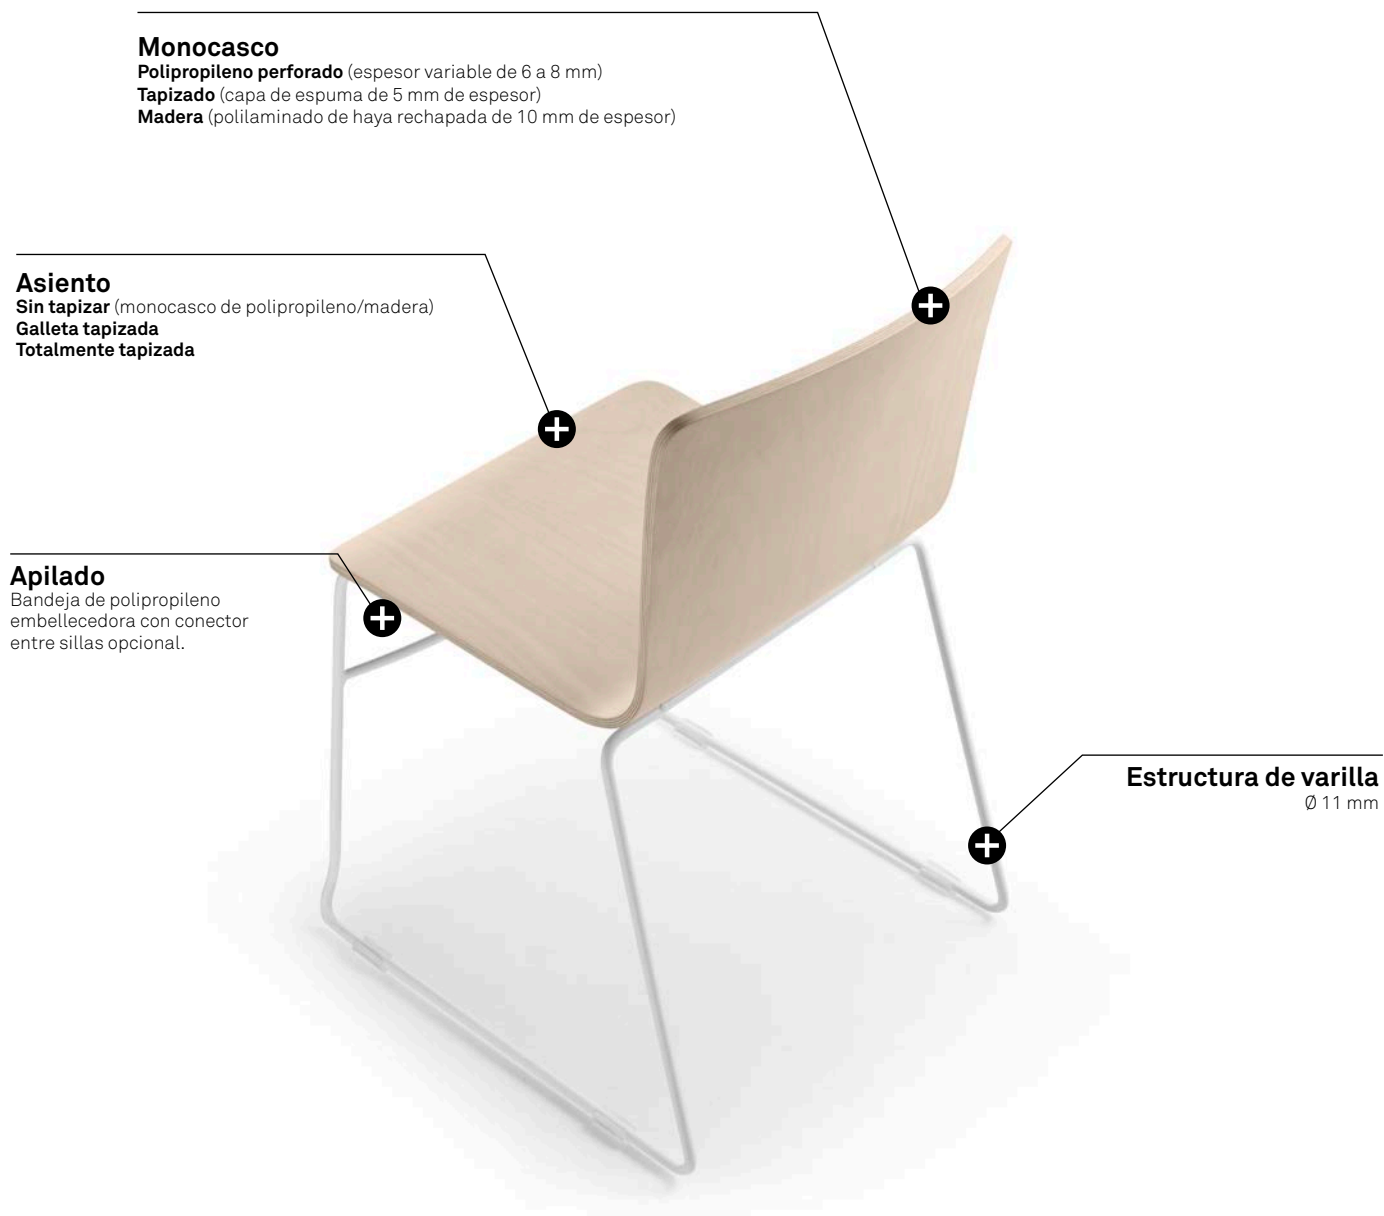 Monocasco
Polipropileno perforado (espesor variable de 6 a 8 mm)
Tapizado (capa de espuma de 5 mm de espesor)
Madera (polilaminado de haya rechapada de 10 mm de espesor)
Asiento
Sin tapizar (monocasco de polipropileno/madera)
Galleta tapizada
Totalmente tapizada
Apilado
Bandeja de polipropileno
embellecedora con conector
entre sillas opcional.
Estructura de varilla
Ø 11 mm